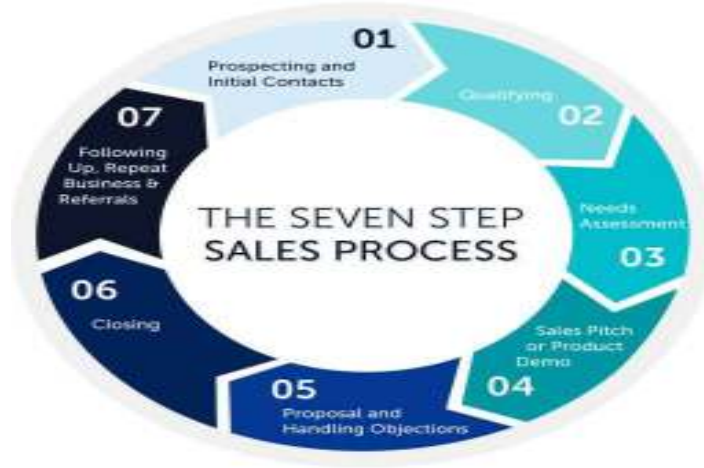 THE SEVEN STEP
SALES PROCESS
01
Prospecting and
Initial Contacts
Qualifying
02
Needs
Assessment
03
Sales Pitch
or Product
Demo
04
05
Proposal and
Handling Objections
06
Closing
07
Following
Up, Repeat
Business &
Referrals